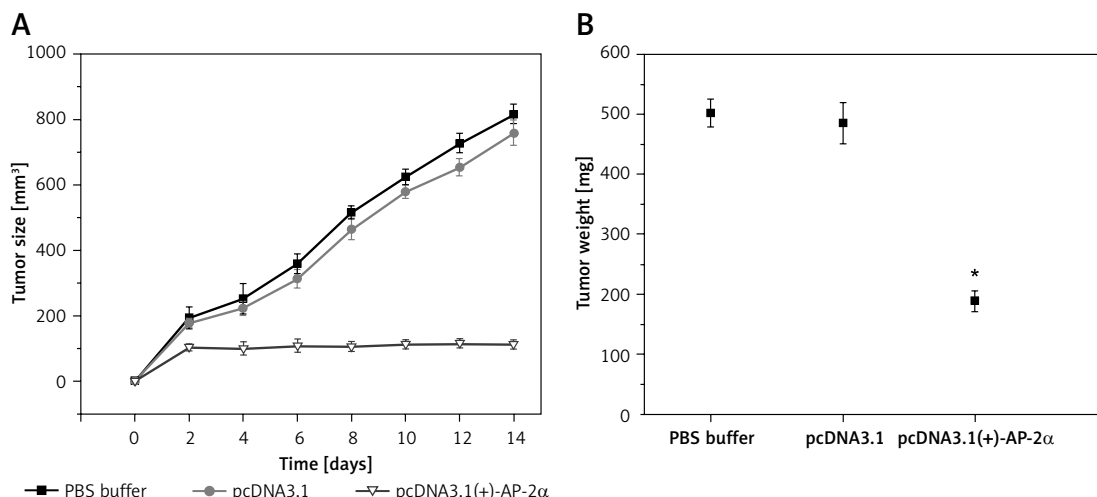 A
Tumor size [mm³]
1000
800
600
400
200
0
0 2 4 6 8 10 12 14
Time [days]
PBS buffer pcDNA3.1 pcDNA3.1(+)-AP-2α
B
Tumor weight [mg]
600
500
400
300
200
100
0
*
PBS buffer pcDNA3.1 pcDNA3.1(+)-AP-2α